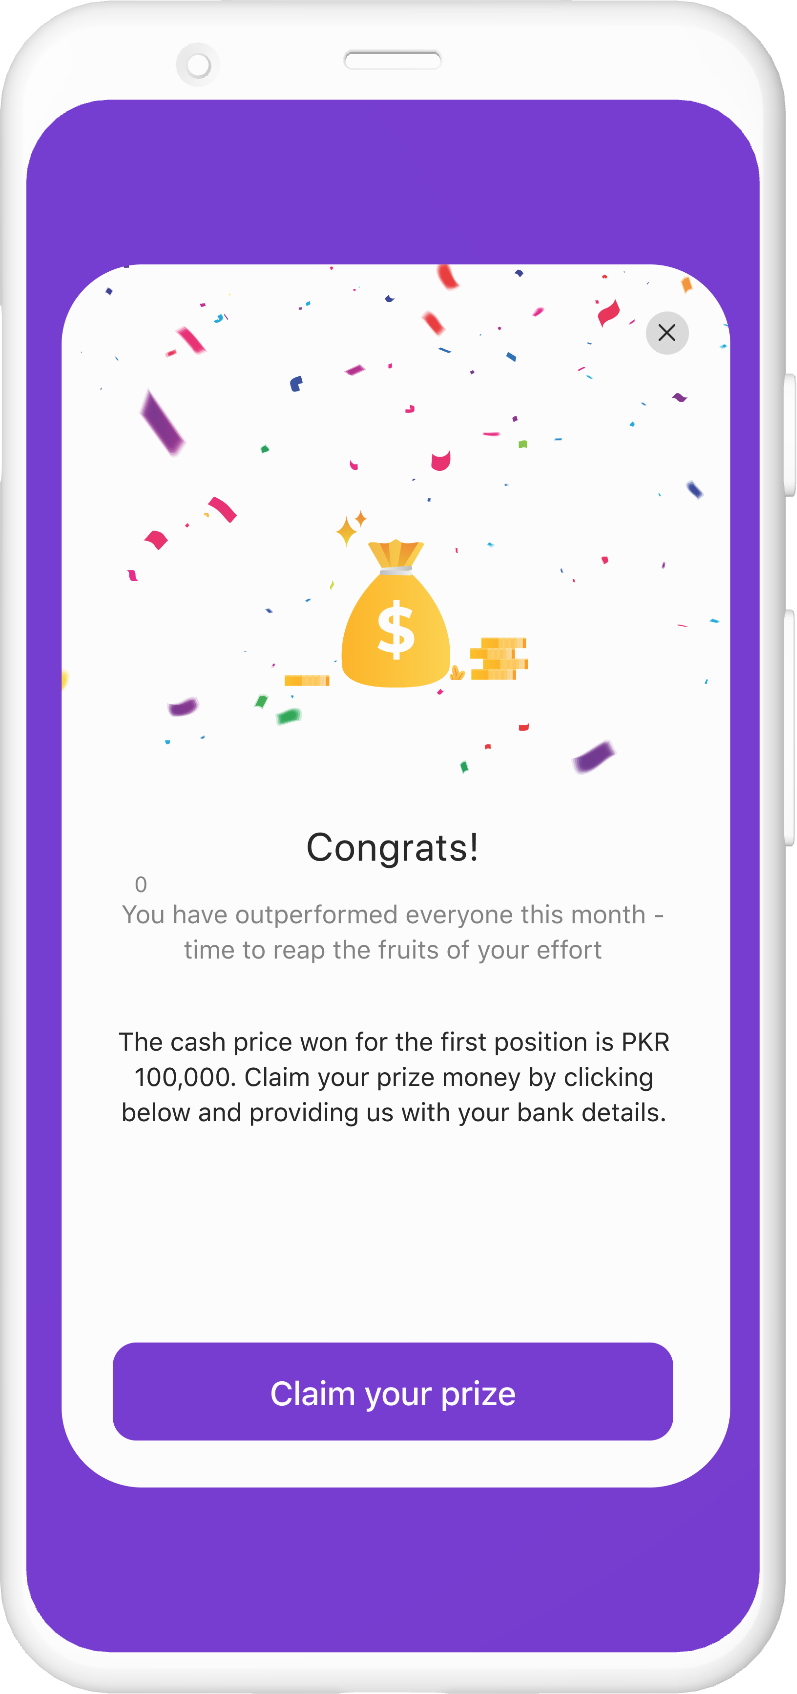 $
Congrats!
0
You have outperformed everyone this month -
time to reap the fruits of your effort
The cash price won for the first position is PKR
100,000. Claim your prize money by clicking
below and providing us with your bank details.
Claim your prize